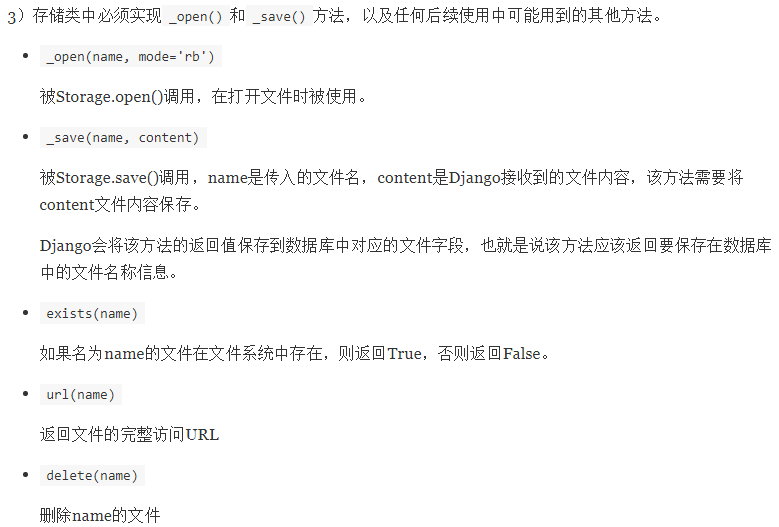 3）存储类中必须实现 _open() 和 _save() 方法，以及任何后续使用中可能用到的其他方法。
• _open(name, mode='rb')
被Storage.open()调用，在打开文件时被使用。
• _save(name, content)
被Storage.save()调用，name是传入的文件名，content是Django接收到的文件内容，该方法需要将
content文件内容保存。
Django会将该方法的返回值保存到数据库中对应的文件字段，也就是说该方法应该返回要保存在数据库
中的文件名称信息。
• exists(name)
如果名为name的文件在文件系统中存在，则返回True，否则返回False。
• url(name)
返回文件的完整访问URL
• delete(name)
删除name的文件